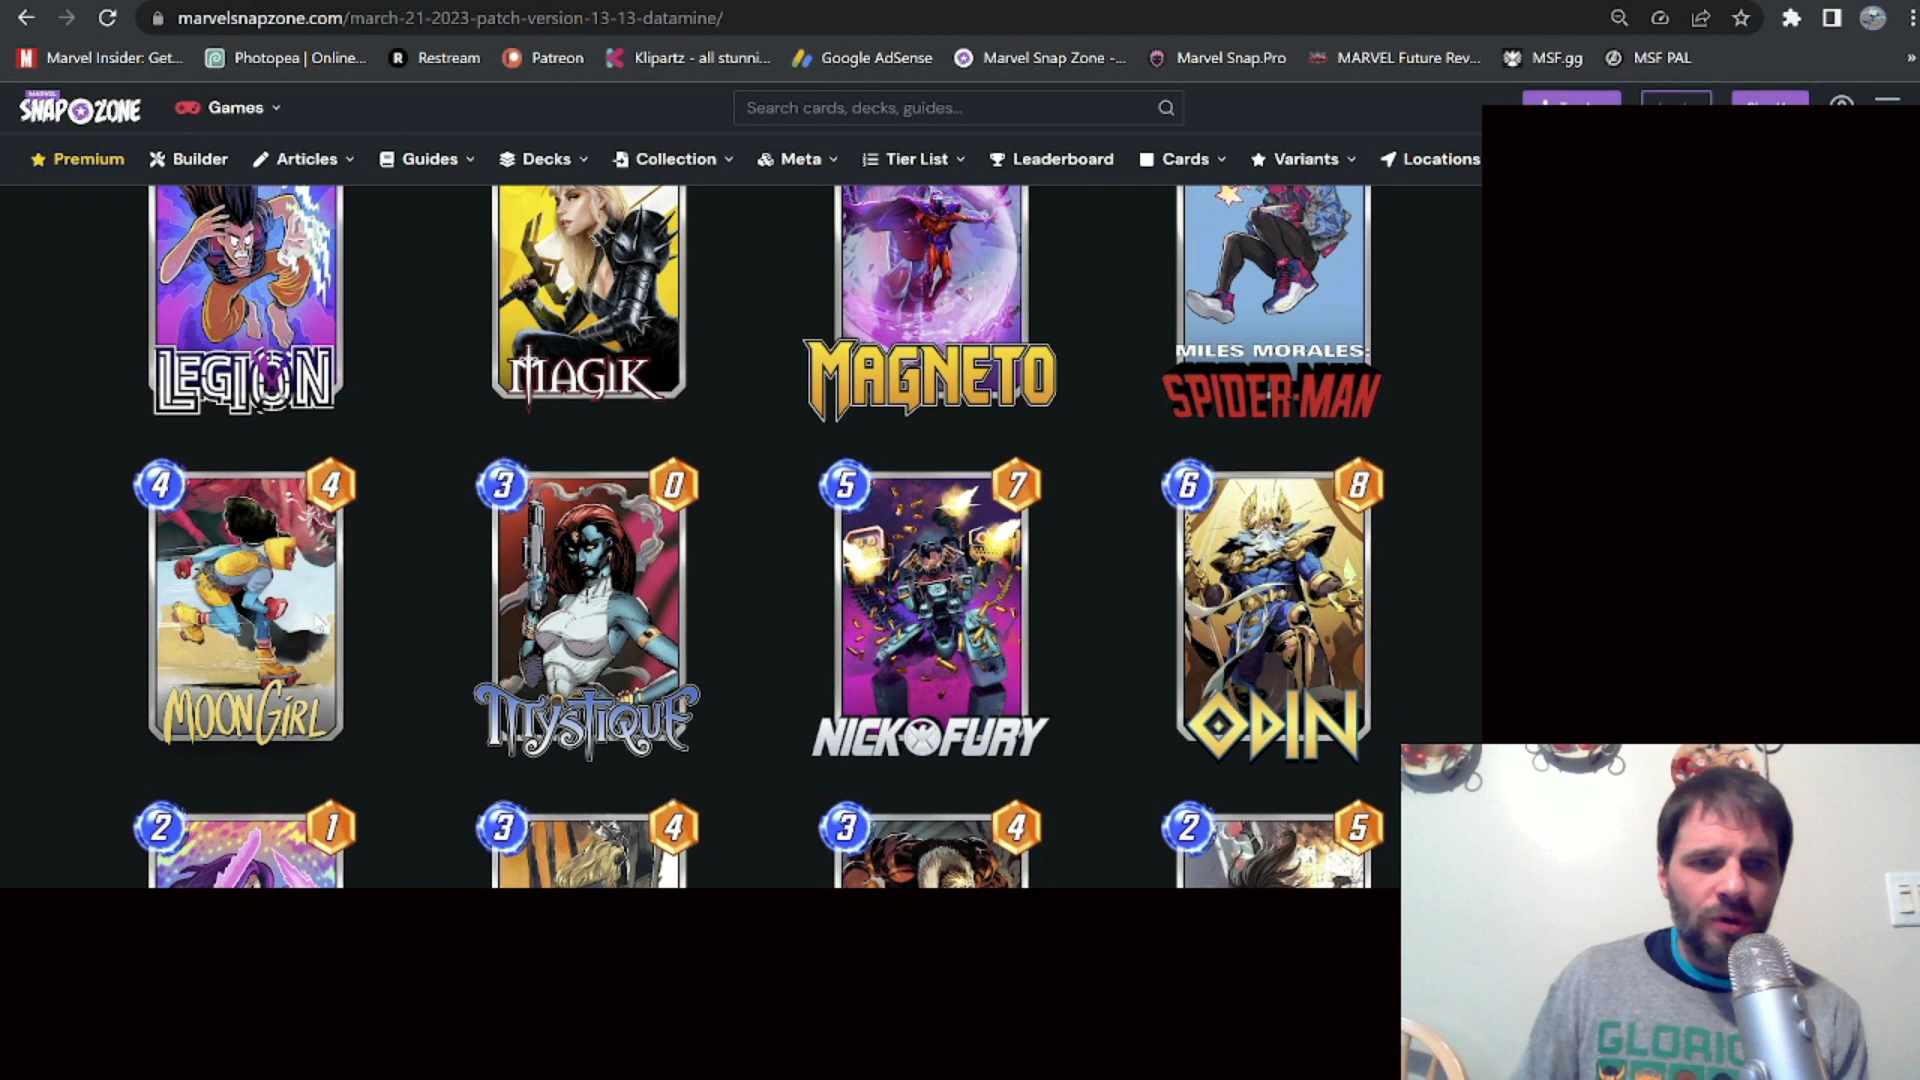 marvelsnapzone.com/march-21-2023-patch-version-13-13-datamine/
Marvel Insider: Get...
Photopea | Online...
Restream
Patreon
Klipartz - all stunni...
Google AdSense
Marvel Snap Zone -...
Marvel Snap.Pro
MARVEL Future Rev...
MSF.gg
MSF PAL
»
MARVEL
SNAP ZONE
Games
Search cards, decks, guides...
Premium
Builder
Articles
Guides
Decks
Collection
Meta
Tier List
Leaderboard
Cards
Variants
Locations
LEGION
MAGIK
MAGNETO
MILES MORALES:
SPIDER-MAN
4 4
3 0
5 7
6 8
MOON GIRL
MYSTIQUE
NICK FURY
ODIN
2 1
3 4
3 4
2 5
GLORIO